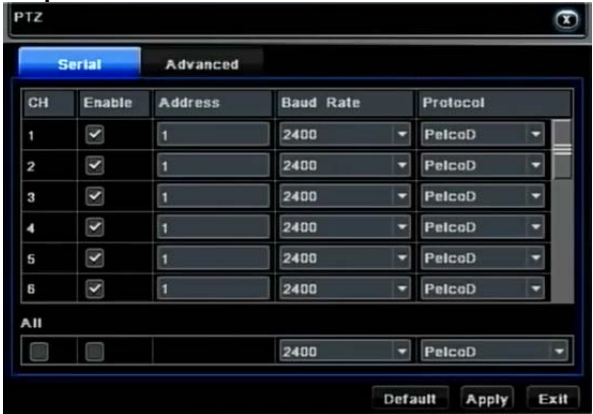 PTZ
X
Serial Advanced
CH Enable Address Baud Rate Protocol
1 1 2400 PelcoD
2 1 2400 PelcoD
3 1 2400 PelcoD
4 1 2400 PelcoD
5 1 2400 PelcoD
6 1 2400 PelcoD
All
2400 PelcoD
Default Apply Exit